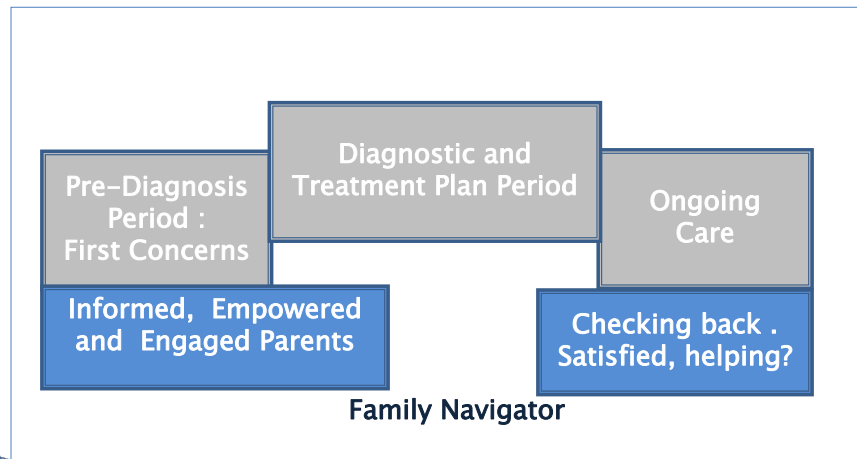 Pre-Diagnosis
Period :
First Concerns
Diagnostic and
Treatment Plan Period
Ongoing
Care
Informed,  Empowered
and  Engaged Parents
Checking back .
Satisfied, helping?
Family Navigator